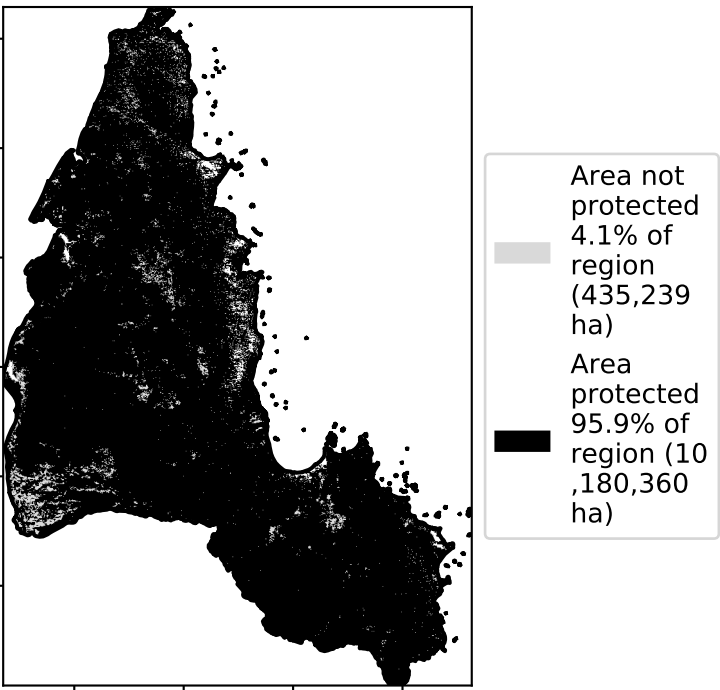 Area not
protected
4.1% of
region
(435,239
ha)
Area
protected
95.9% of
region (10
,180,360
ha)